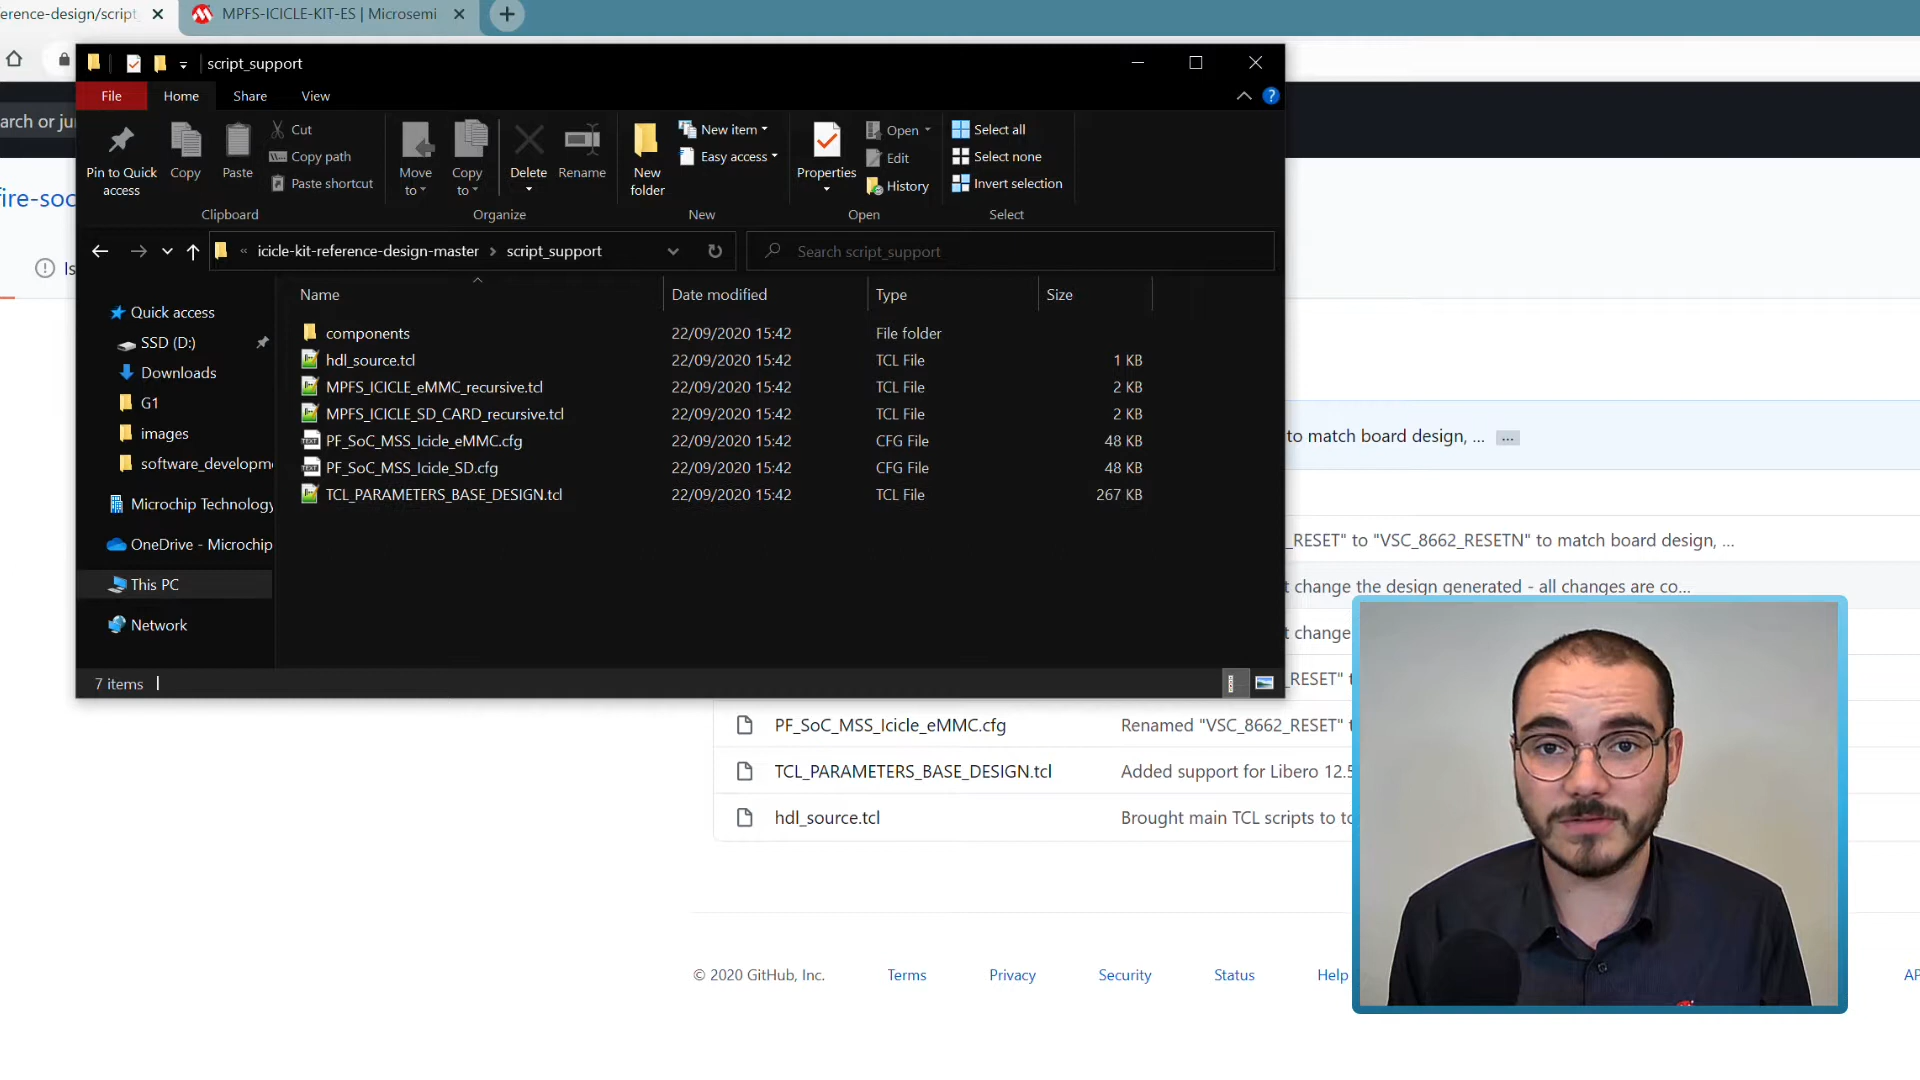 erence-design/script
MPFS-ICICLE-KIT-ES | Microsemi
script_support
File
Home
Share
View
Pin to Quick access
Copy
Paste
Cut
Copy path
Paste shortcut
Clipboard
Move to
Copy to
Delete
Rename
Organize
New folder
New item
Easy access
New
Properties
Open
Edit
History
Open
Select all
Select none
Invert selection
Select
arch or ju
ire-soc
Is
« icicle-kit-reference-design-master > script_support
Search script_support
Quick access
SSD (D:)
Downloads
G1
images
software_developm
Microchip Technology
OneDrive - Microchip
This PC
Network
Name Date modified Type Size
components 22/09/2020 15:42 File folder
hdl_source.tcl 22/09/2020 15:42 TCL File 1 KB
MPFS_ICICLE_eMMC_recursive.tcl 22/09/2020 15:42 TCL File 2 KB
MPFS_ICICLE_SD_CARD_recursive.tcl 22/09/2020 15:42 TCL File 2 KB
PF_SoC_MSS_Icicle_eMMC.cfg 22/09/2020 15:42 CFG File 48 KB
PF_SoC_MSS_Icicle_SD.cfg 22/09/2020 15:42 CFG File 48 KB
TCL_PARAMETERS_BASE_DESIGN.tcl 22/09/2020 15:42 TCL File 267 KB
7 items
to match board design, ... ...
_RESET" to "VSC_8662_RESETN" to match board design, ...
t change the design generated - all changes are co...
t change
_RESET" t
PF_SoC_MSS_Icicle_eMMC.cfg Renamed "VSC_8662_RESET" t
TCL_PARAMETERS_BASE_DESIGN.tcl Added support for Libero 12.5
hdl_source.tcl Brought main TCL scripts to to
© 2020 GitHub, Inc. Terms Privacy Security Status Help AP